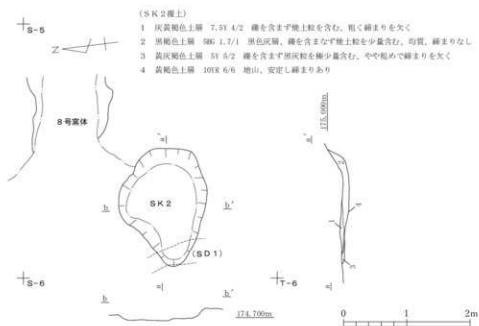 (SK2覆土)
1 灰黄褐色土層 7.5Y 4/2 礫を含まず焼土粒を含む、粗く締まりを欠く
2 黒褐色土層 5BG 1.7/1 黒色灰層、礫を含まなず焼土粒を少量含む、均質、締まりなし
3 黄灰褐色土層 5Y 5/2 礫を含まず黒灰粒を極少量含む、やや粗めで締まりを欠く
4 黄褐色土層 10YR 6/6 地山、安定し締まりあり
S-5
N
8号窯体
175.000m
a'
a'
2
SK2
b
b'
1
4
(SD1)
3
S-6
a
a
T-6
b
b'
174.700m
0
1
2m